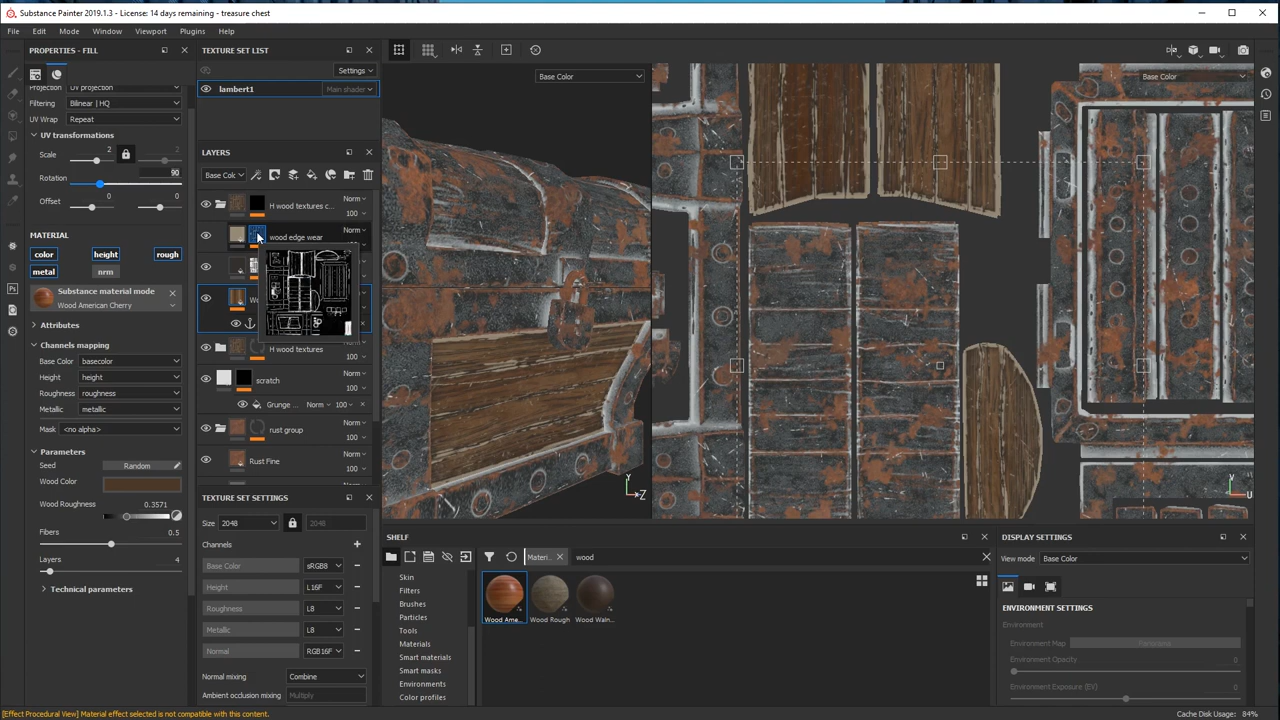 Substance Painter 2019.1.3 - License: 14 days remaining - treasure chest
File Edit Mode Window Viewport Plugins Help
PROPERTIES - FILL
Projection UV projection
Filtering Bilinear | HQ
UV Wrap Repeat
UV transformations
Scale 2 2
Rotation 90
Offset 0 0
MATERIAL
color height rough
metal nrm
Substance material mode
Wood American Cherry
Attributes
Channels mapping
Base Color basecolor
Height height
Roughness roughness
Metallic metallic
Mask <no alpha>
Parameters
Seed Random
Wood Color
Wood Roughness 0.3571
Fibers 0.5
Layers 4
Technical parameters
TEXTURE SET LIST
Settings
lambert1 Main shader
LAYERS
Base Col
H wood textures c... Norm 100
wood edge wear Norm
Wo
H wood textures Norm 100
scratch Norm 100
Grunge ... Norm 100
rust group Norm 100
Rust Fine Norm 100
Norm
TEXTURE SET SETTINGS
Size 2048 2048
Channels
Base Color sRGB8
Height L16F
Roughness L8
Metallic L8
Normal RGB16F
Normal mixing Combine
Ambient occlusion mixing Multiply
Base Color
Base Color
Y
Z
V
U
SHELF
Materi... wood
Skin
Filters
Brushes
Particles
Tools
Materials
Smart materials
Smart masks
Environments
Color profiles
Wood Ame...
Wood Rough
Wood Waln...
DISPLAY SETTINGS
View mode Base Color
ENVIRONMENT SETTINGS
Environment
Environment Map Panorama
Environment Opacity 0
Environment Exposure (EV) 0
[Effect Procedural View] Material effect selected is not compatible with this content.
Cache Disk Usage: 84%